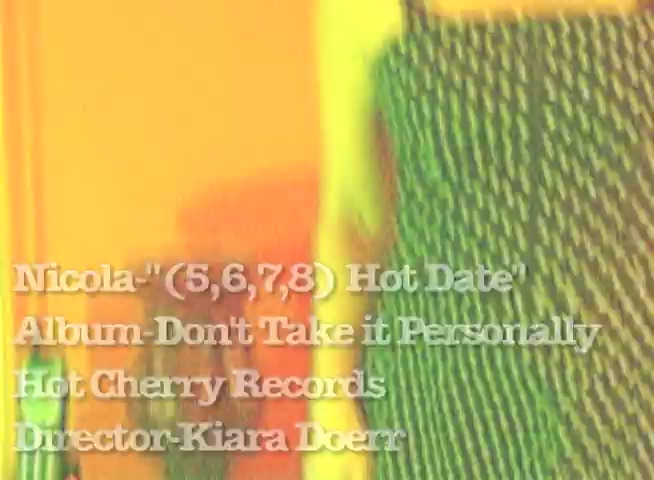 Nicola-"(5,6,7,8) Hot Date"
Album-Don't Take it Personally
Hot Cherry Records
Director-Kiara Doerr